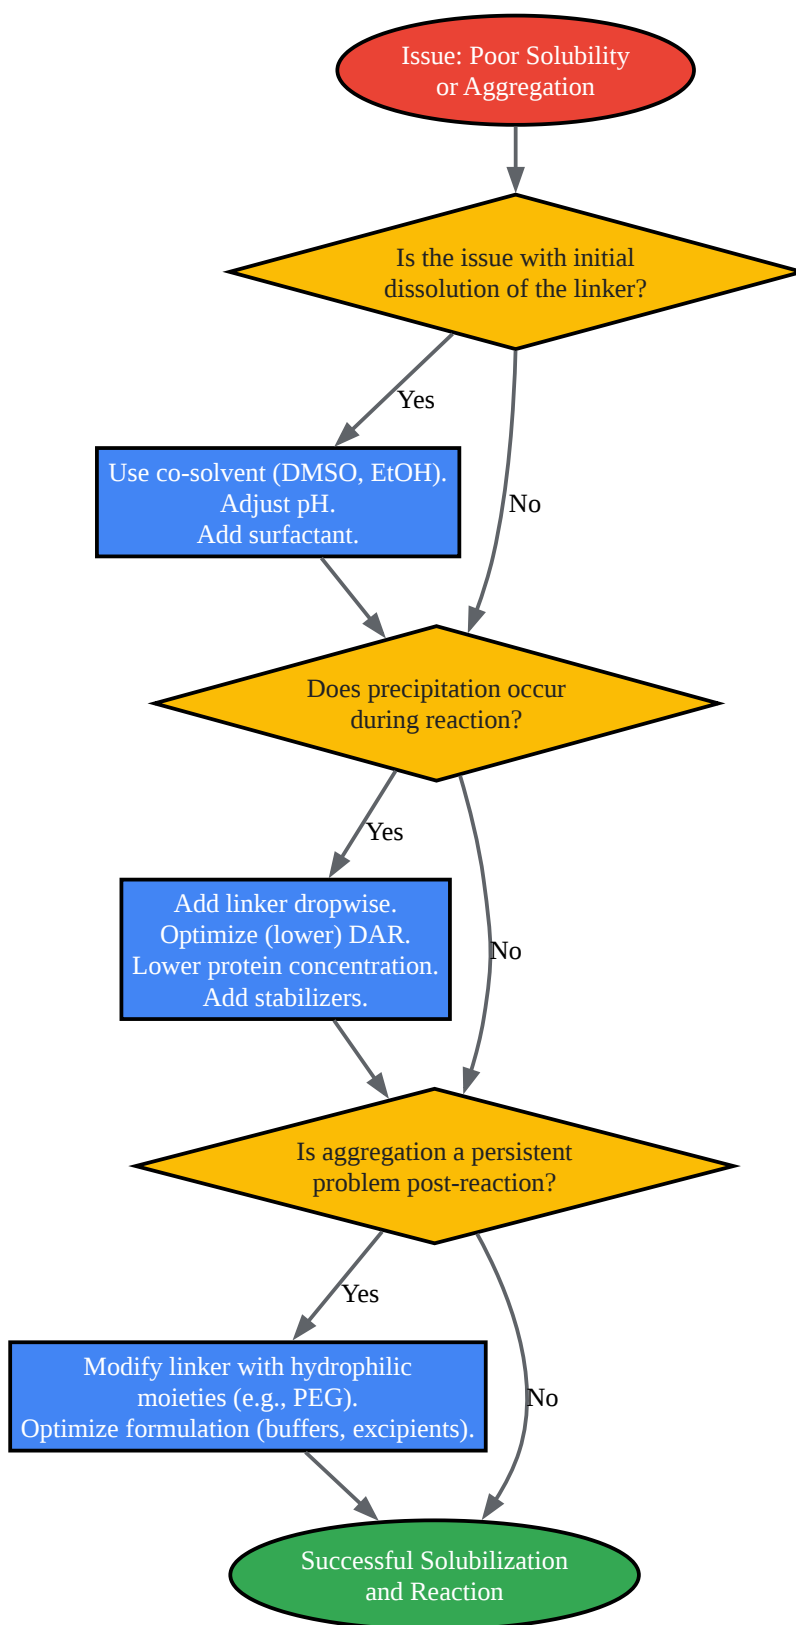 Issue: Poor Solubility
or Aggregation
Is the issue with initial
dissolution of the linker?
Yes
Use co-solvent (DMSO, EtOH).
Adjust pH.
Add surfactant.
No
Does precipitation occur
during reaction?
Yes
Add linker dropwise.
Optimize (lower) DAR.
Lower protein concentration.
Add stabilizers.
No
Is aggregation a persistent
problem post-reaction?
Yes
Modify linker with hydrophilic
moieties (e.g., PEG).
Optimize formulation (buffers, excipients).
No
Successful Solubilization
and Reaction